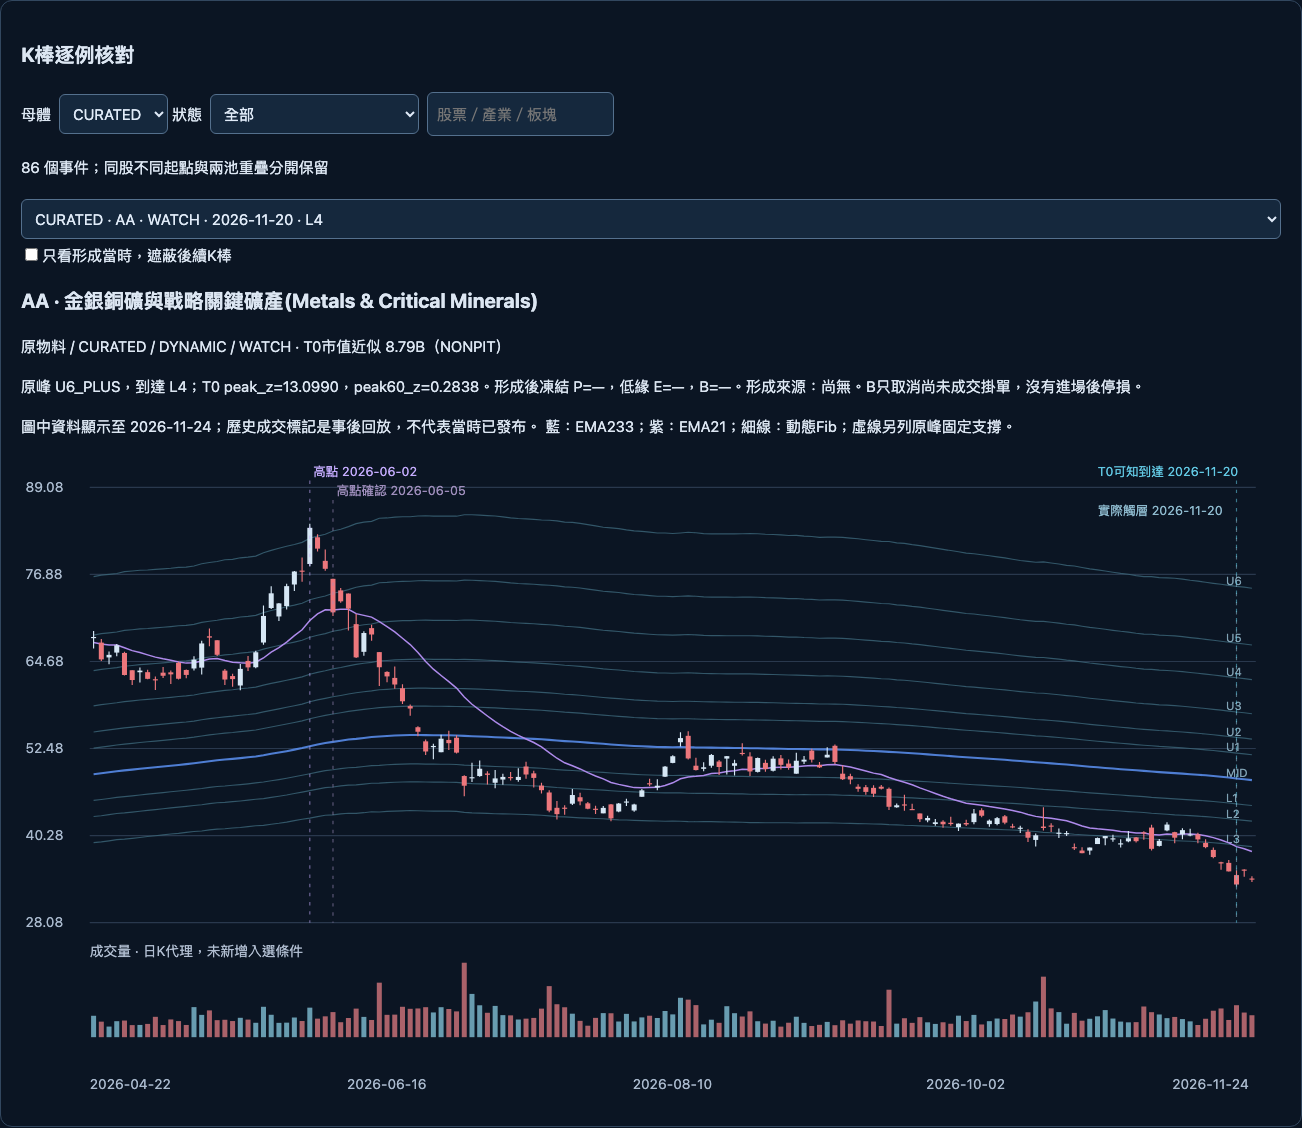 K棒逐例核對
母體 CURATED 狀態 全部 股票 / 產業 / 板塊
86 個事件；同股不同起點與兩池重疊分開保留
CURATED · AA · WATCH · 2026-11-20 · L4
只看形成當時，遮蔽後續K棒
AA · 金銀銅礦與戰略關鍵礦產(Metals & Critical Minerals)
原物料 / CURATED / DYNAMIC / WATCH · T0市值近似 8.79B（NONPIT）
原峰 U6_PLUS，到達 L4；T0 peak_z=13.0990，peak60_z=0.2838。形成後凍結 P=—，低緣 E=—，B=—。形成來源：尚無。B只取消尚未成交掛單，沒有進場後停損。
圖中資料顯示至 2026-11-24；歷史成交標記是事後回放，不代表當時已發布。 藍：EMA233；紫：EMA21；細線：動態Fib；虛線另列原峰固定支撐。
高點 2026-06-02
T0可知到達 2026-11-20
89.08
高點確認 2026-06-05
實際觸層 2026-11-20
76.88
U6
U5
64.68
U4
U3
U2
52.48
U1
MID
L1
L2
40.28
L3
28.08
成交量 · 日K代理，未新增入選條件
2026-04-22
2026-06-16
2026-08-10
2026-10-02
2026-11-24